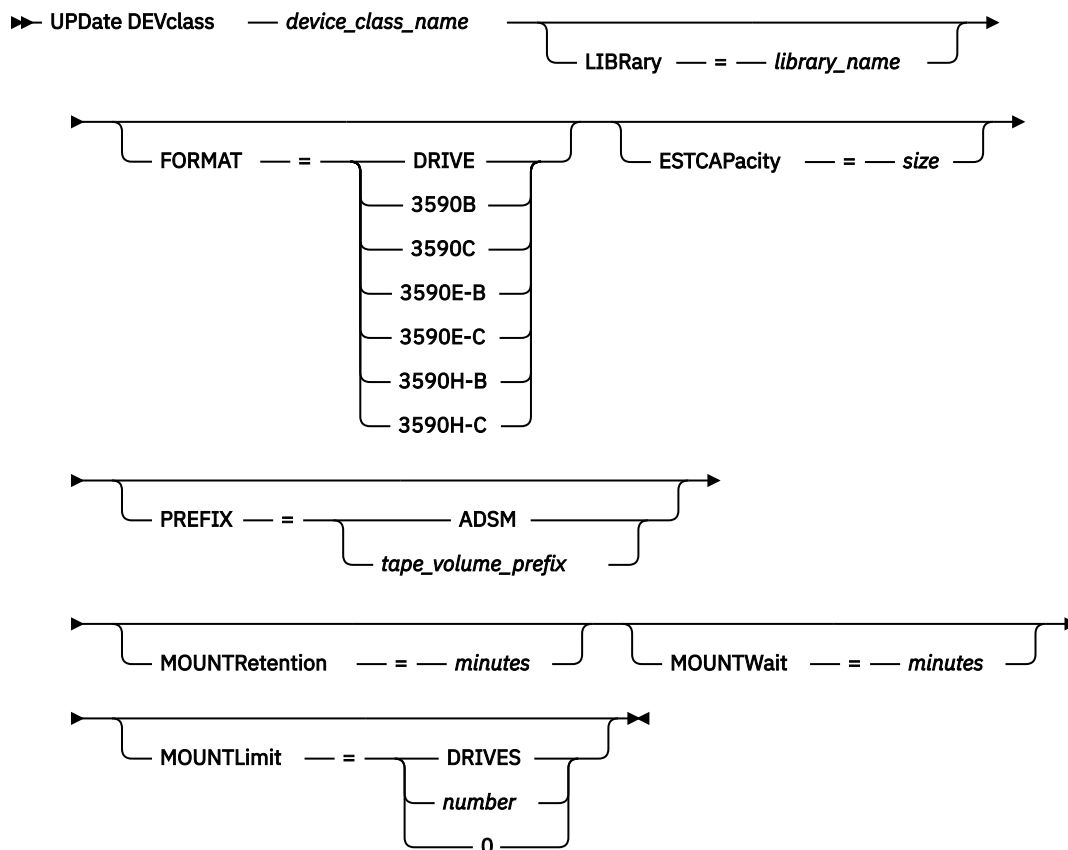 UPDate DEVclass device_class_name
LIBRary = library_name
FORMAT = DRIVE
3590B
3590C
3590E-B
3590E-C
3590H-B
3590H-C
ESTCAPacity = size
PREFIX = ADSM
tape_volume_prefix
MOUNTRetention = minutes
MOUNTWait = minutes
MOUNTLimit = DRIVES
number
0